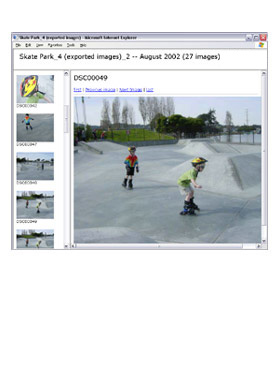 5_ Skate Park_4 (exported images) - Microsoft Internet Explorer
File Edit View Favorites Tools Help
Skate Park_4 (exported images)_2 -- August 2002 (27 images)
DSC00049
First | Previous Image | Next Image | Last
DSC00047
DSC00048
DSC00049